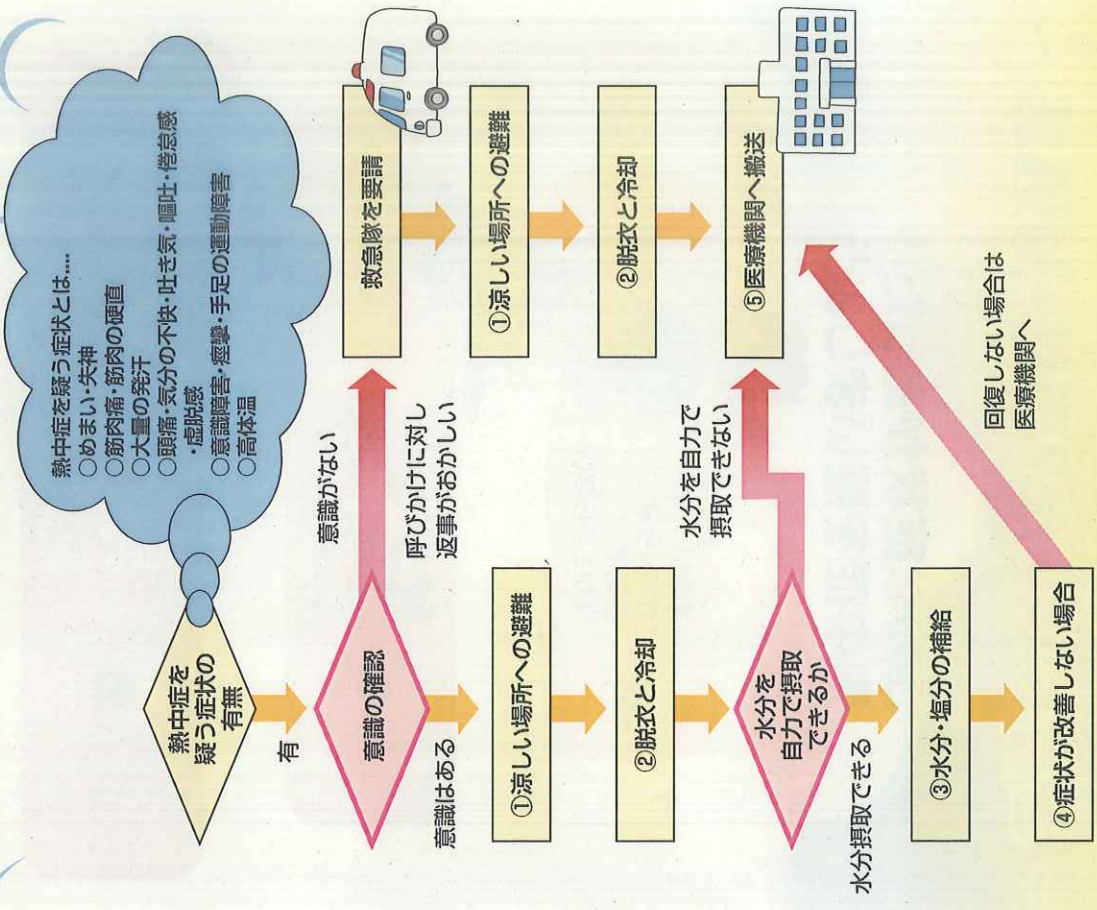 熱中症を疑う症状とは....
○めまい・失神
○筋肉痛・筋肉の硬直
○大量の発汗
○頭痛・気分の不快・吐き気・嘔吐・倦怠感
・虚脱感
○意識障害・痙攣・手足の運動障害
○高体温
熱中症を
疑う症状の
有無
有
意識の確認
意識がない
呼びかけに対し
返事がおかしい
救急隊を要請
①涼しい場所への避難
②脱衣と冷却
⑤医療機関へ搬送
意識はある
①涼しい場所への避難
②脱衣と冷却
水分を
自力で摂取
できるか
水分を自力で
摂取できない
水分摂取できる
③水分・塩分の補給
④症状が改善しない場合
回復しない場合は
医療機関へ